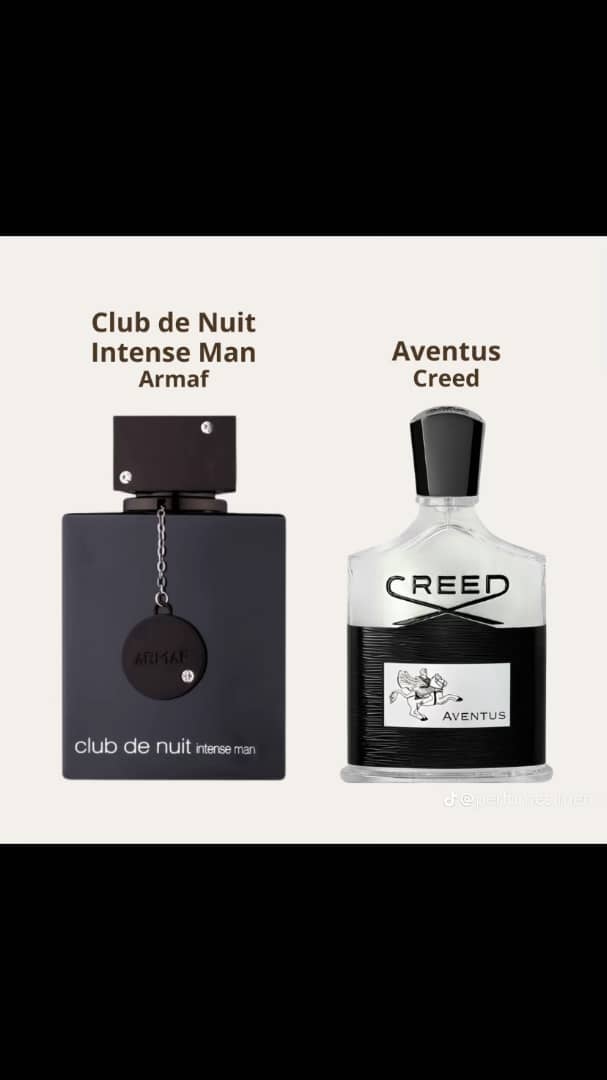 Club de Nuit
Intense Man
Armaf
Aventus
Creed
ARMAF
club de nuit intense man
CREED
AVENTUS